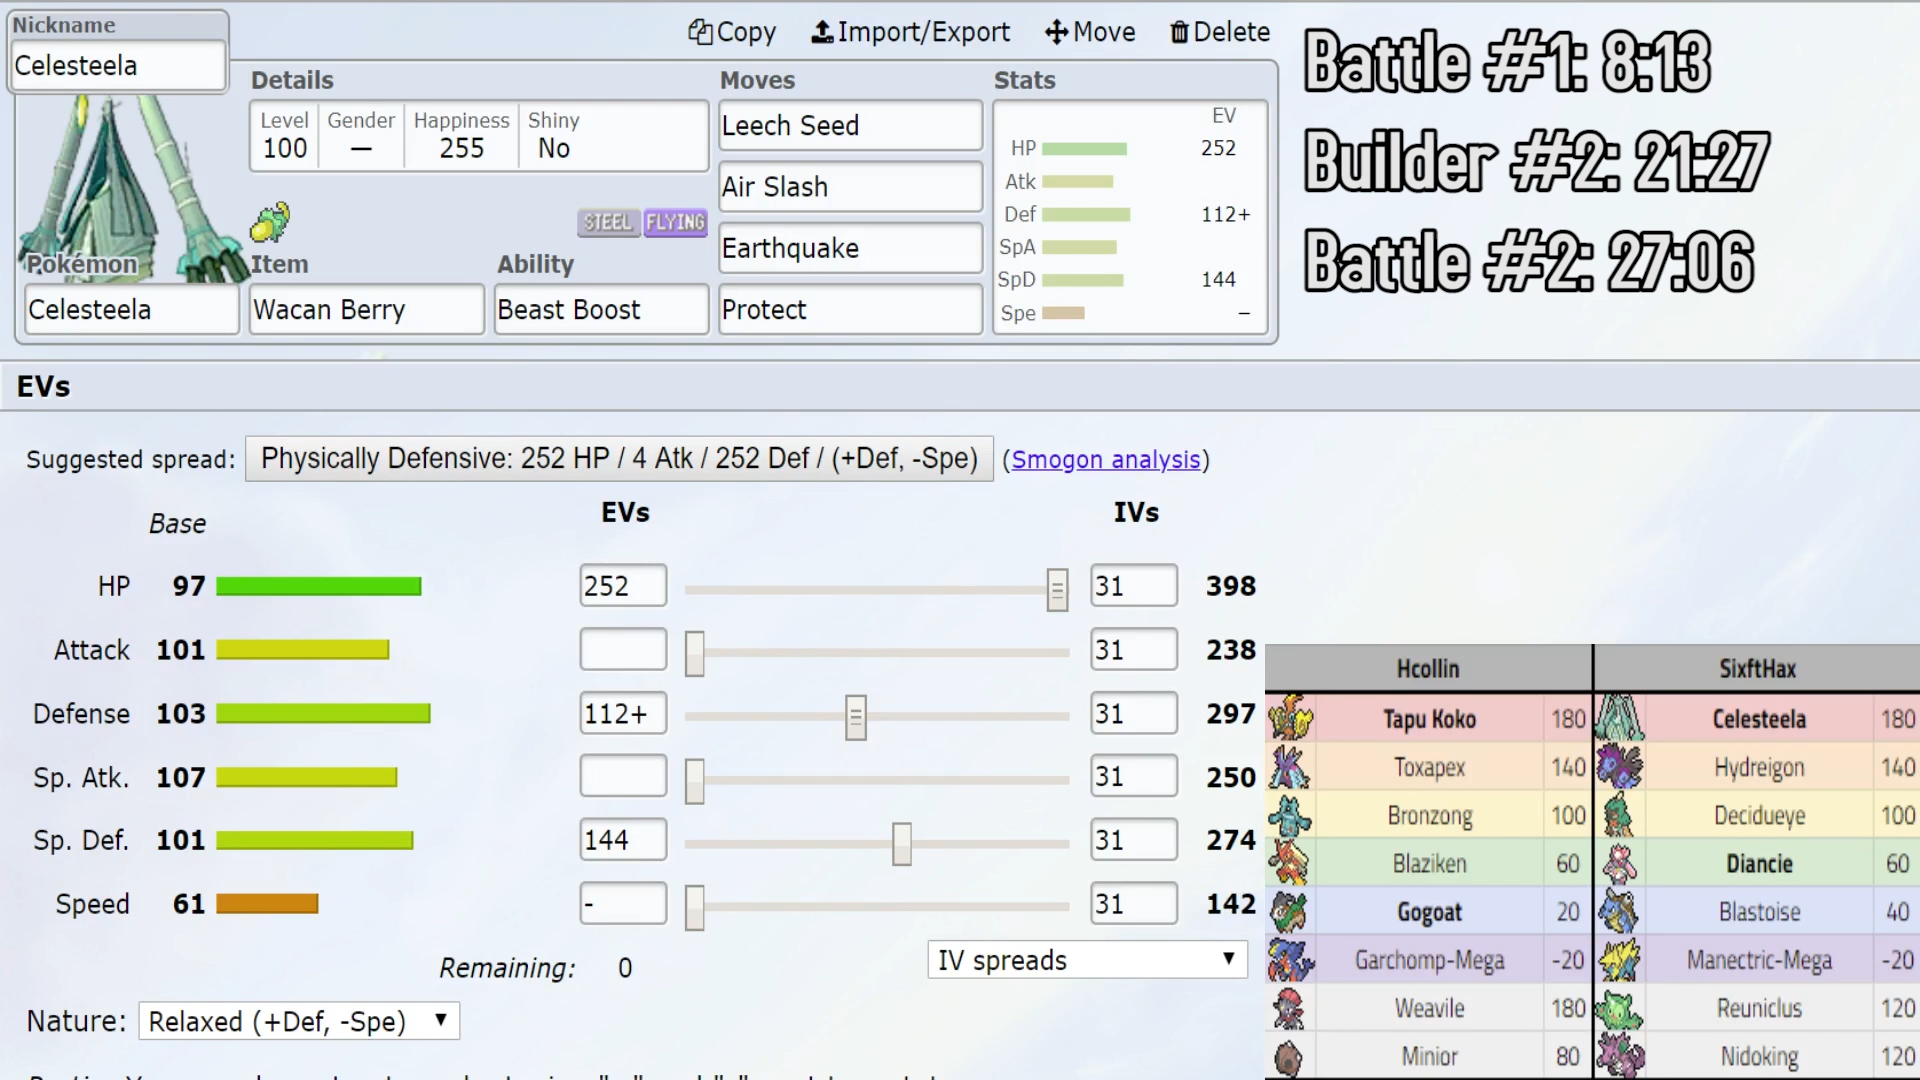 Nickname
Celesteela
Copy Import/Export Move Delete
Details
Level Gender Happiness Shiny
100 — 255 No
STEEL FLYING
Pokémon
Celesteela
Item
Wacan Berry
Ability
Beast Boost
Moves
Leech Seed
Air Slash
Earthquake
Protect
Stats
EV
HP 252
Atk
Def 112+
SpA
SpD 144
Spe –
Battle #1: 8:13
Builder #2: 21:27
Battle #2: 27:06
EVs
Suggested spread: Physically Defensive: 252 HP / 4 Atk / 252 Def / (+Def, -Spe) (Smogon analysis)
Base EVs IVs
HP 97 252 31 398
Attack 101 31 238
Defense 103 112+ 31 297
Sp. Atk. 107 31 250
Sp. Def. 101 144 31 274
Speed 61 - 31 142
Remaining: 0
IV spreads
Nature: Relaxed (+Def, -Spe)
Hcollin SixftHax
Tapu Koko 180 Celesteela 180
Toxapex 140 Hydreigon 140
Bronzong 100 Decidueye 100
Blaziken 60 Diancie 60
Gogoat 20 Blastoise 40
Garchomp-Mega -20 Manectric-Mega -20
Weavile 180 Reuniclus 120
Minior 80 Nidoking 120